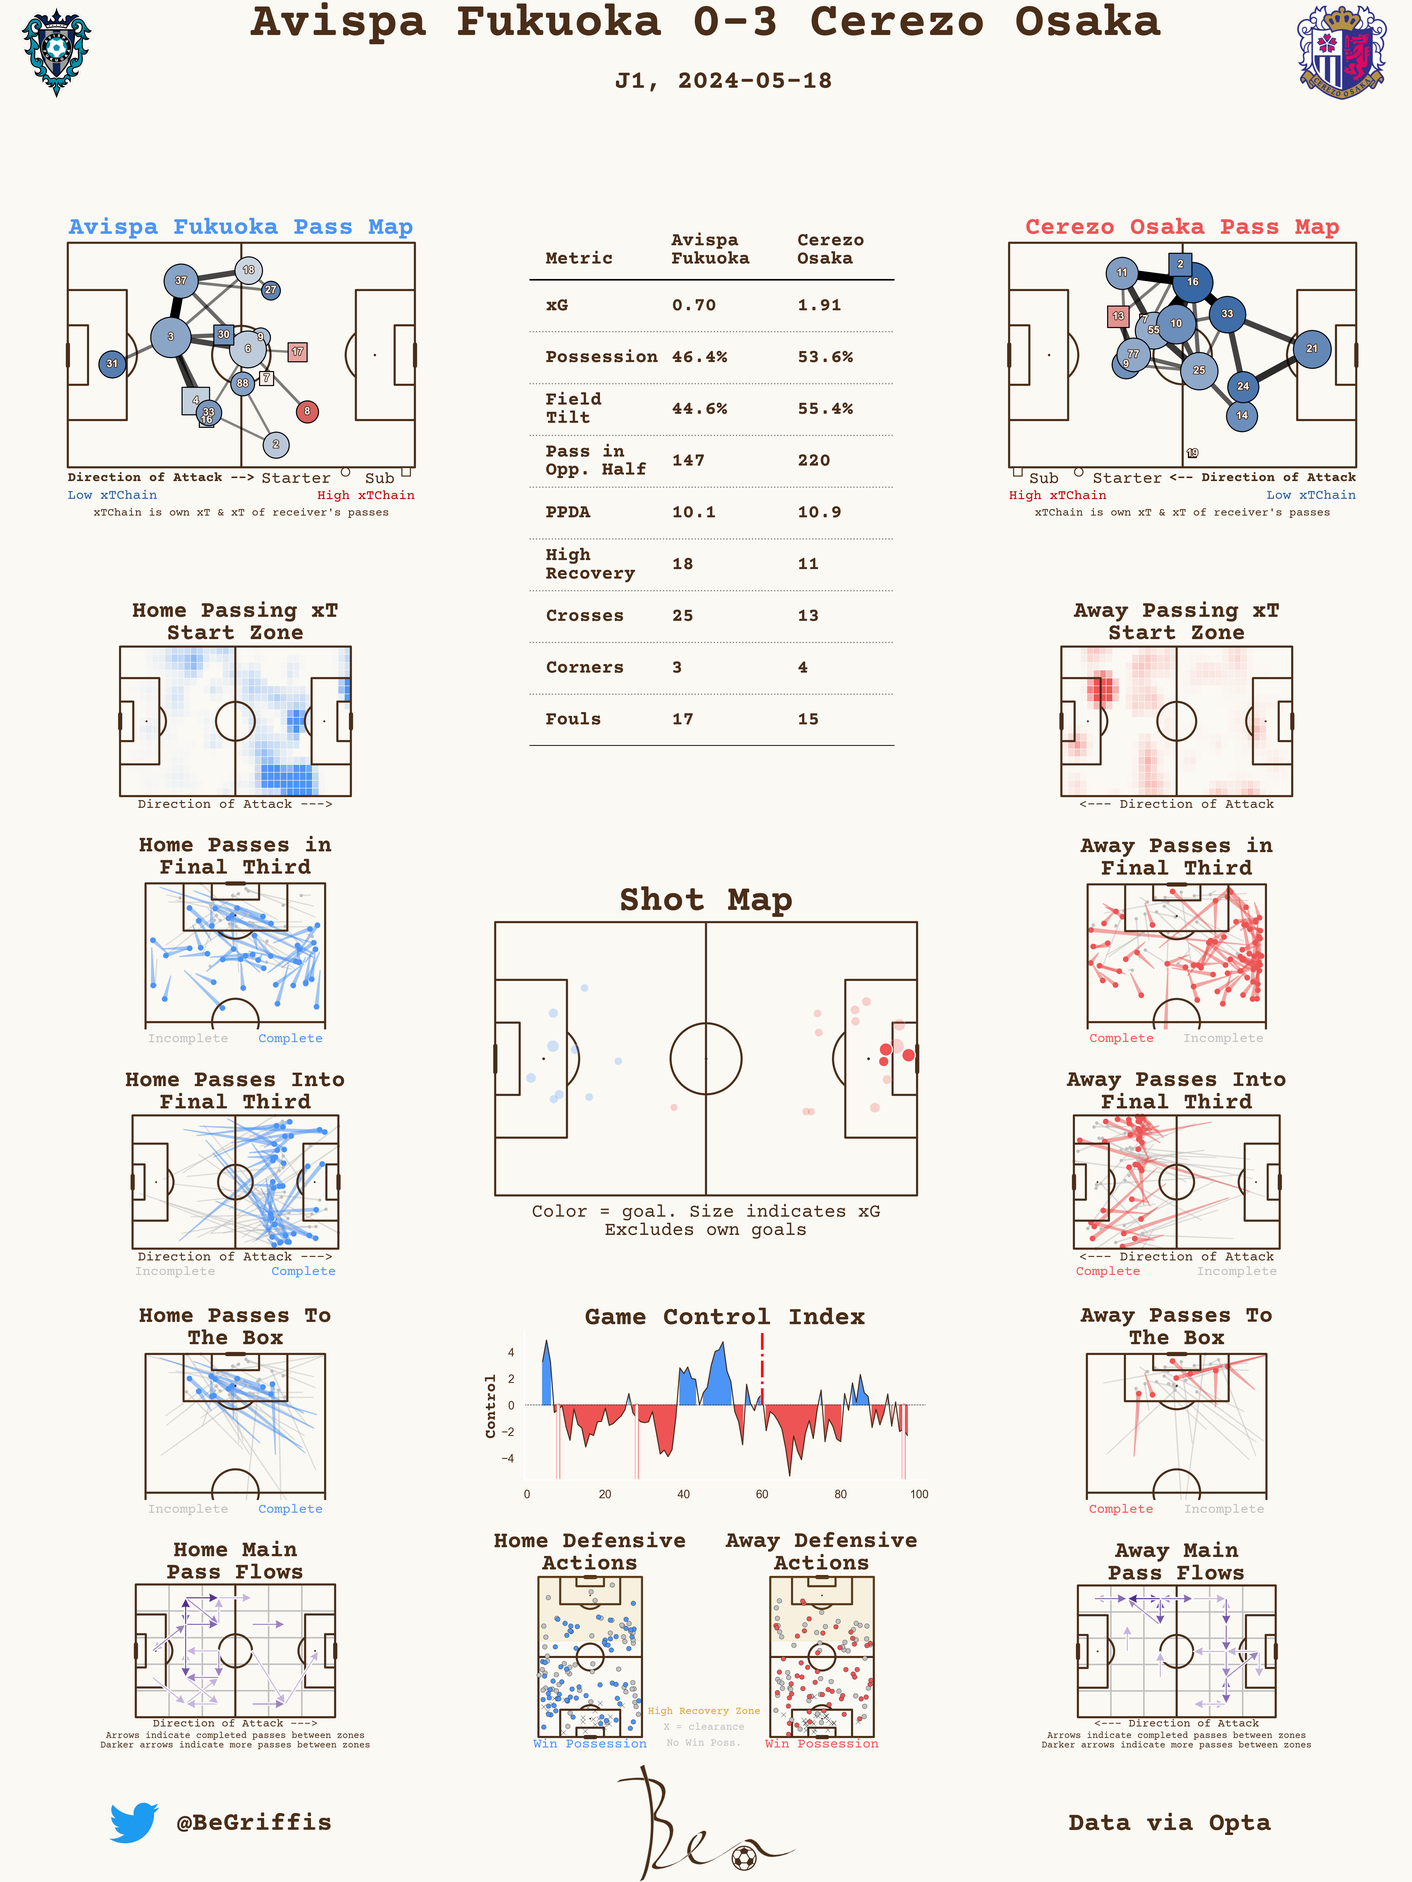 Avispa Fukuoka 0-3 Cerezo Osaka
J1, 2024-05-18
CEREZO OSAKA
Avispa Fukuoka Pass Map
37
18
27
3
30
9
6
17
31
7
88
4
33
16
8
2
Direction of Attack --> Starter Sub
Low xTChain High xTChain
xTChain is own xT & xT of receiver's passes
Metric Avispa Fukuoka Cerezo Osaka
xG 0.70 1.91
Possession 46.4% 53.6%
Field Tilt 44.6% 55.4%
Pass in Opp. Half 147 220
PPDA 10.1 10.9
High Recovery 18 11
Crosses 25 13
Corners 3 4
Fouls 17 15
Cerezo Osaka Pass Map
11
2
16
13
7
55
10
33
77
9
25
21
24
14
19
Sub Starter <-- Direction of Attack
High xTChain Low xTChain
xTChain is own xT & xT of receiver's passes
Home Passing xT
Start Zone
Direction of Attack --->
Away Passing xT
Start Zone
<--- Direction of Attack
Home Passes in
Final Third
Incomplete Complete
Away Passes in
Final Third
Complete Incomplete
Shot Map
Color = goal. Size indicates xG
Excludes own goals
Home Passes Into
Final Third
Direction of Attack --->
Incomplete Complete
Away Passes Into
Final Third
<--- Direction of Attack
Complete Incomplete
Home Passes To
The Box
Incomplete Complete
Game Control Index
Control
4
2
0
−2
−4
0 20 40 60 80 100
Away Passes To
The Box
Complete Incomplete
Home Main
Pass Flows
Direction of Attack --->
Arrows indicate completed passes between zones
Darker arrows indicate more passes between zones
Home Defensive
Actions
Win Possession
Away Defensive
Actions
Win Possession
High Recovery Zone
X = clearance
No Win Poss.
Away Main
Pass Flows
<--- Direction of Attack
Arrows indicate completed passes between zones
Darker arrows indicate more passes between zones
@BeGriffis
Ben
Data via Opta